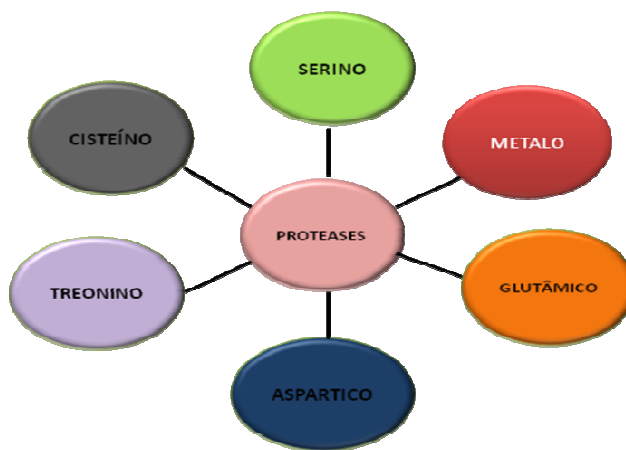 SERINO
CISTEÍNO
METALO
PROTEASES
TREONINO
GLUTÂMICO
ASPARTICO